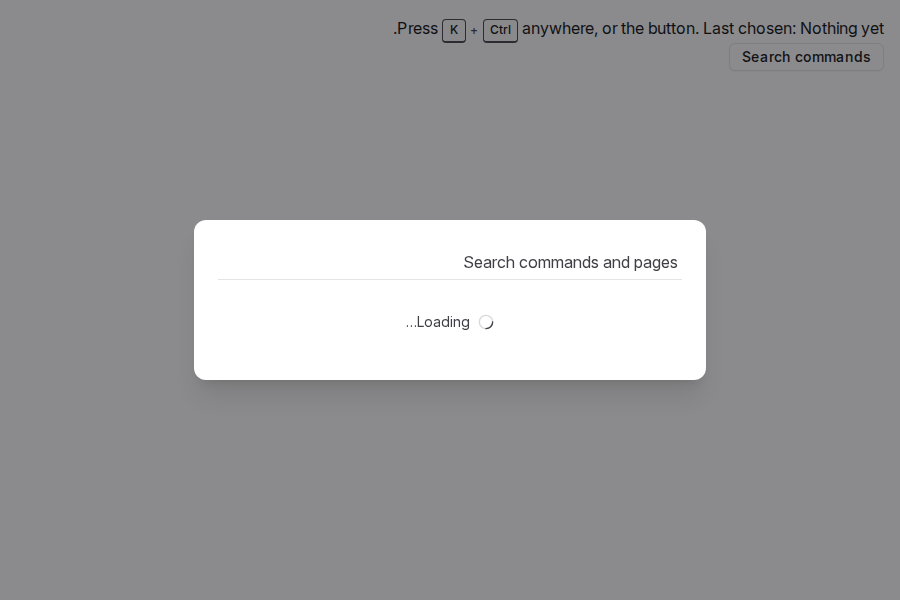 Press K + Ctrl anywhere, or the button. Last chosen: Nothing yet.
Search commands
Search commands and pages
Loading…